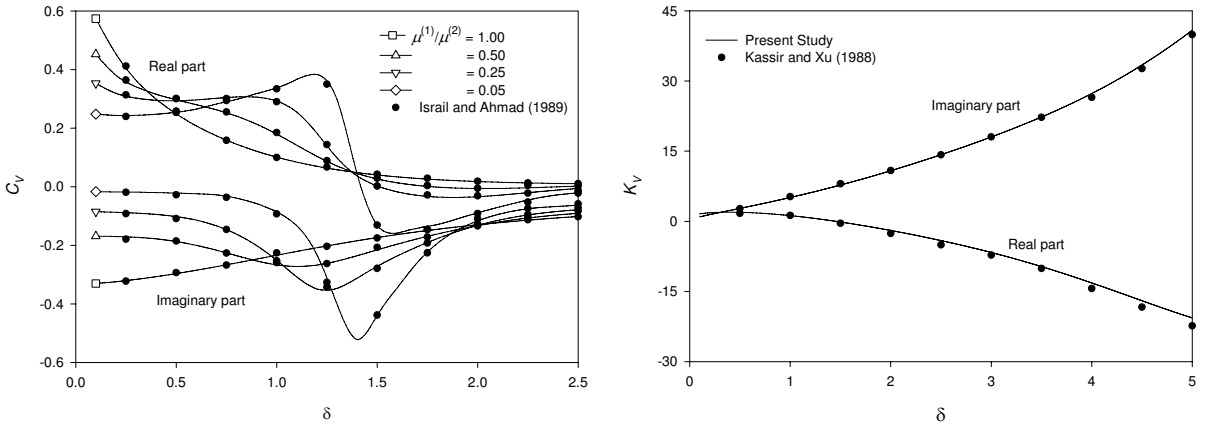 0.6
0.4
0.2
0.0
-0.2
-0.4
-0.6
C_V
0.0
0.5
1.0
1.5
2.0
2.5
δ
Real part
Imaginary part
μ^(1)/μ^(2) = 1.00
= 0.50
= 0.25
= 0.05
Israil and Ahmad (1989)
45
30
15
0
-15
-30
K_V
0
1
2
3
4
5
δ
Present Study
Kassir and Xu (1988)
Imaginary part
Real part